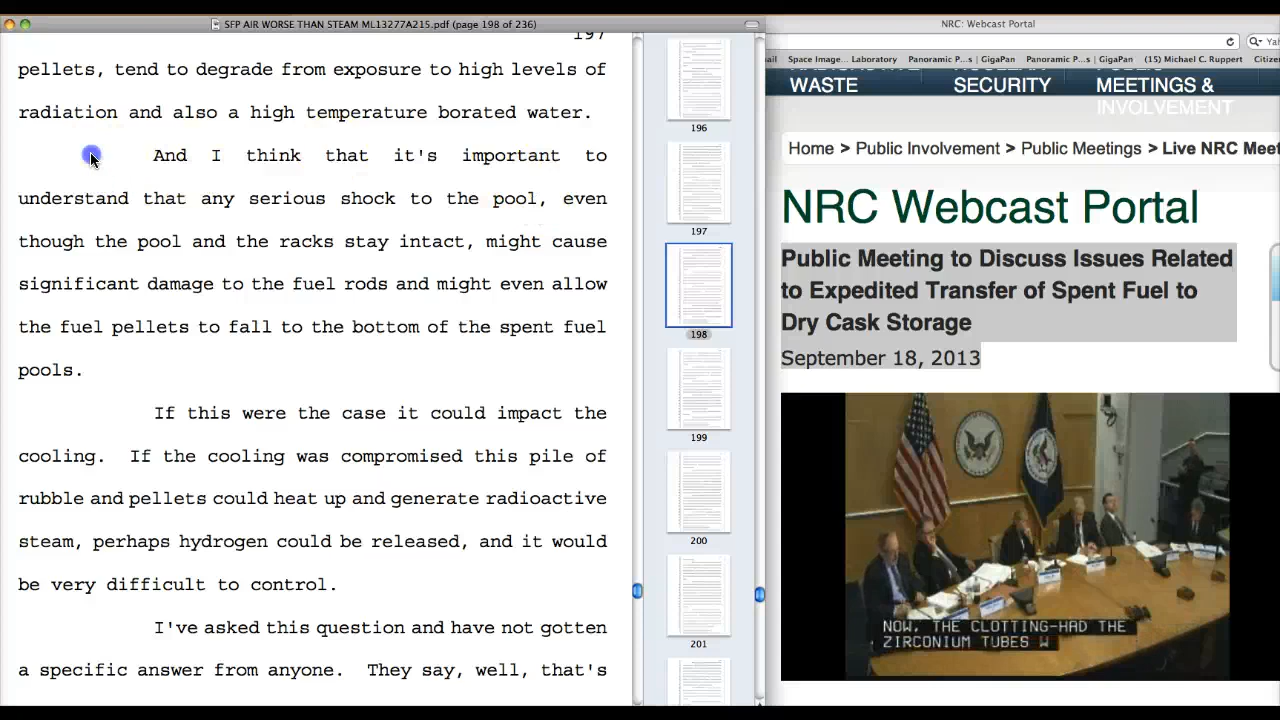 SFP AIR WORSE THAN STEAM ML13277A215.pdf (page 198 of 236)
197
pellets, tend to degrade from exposure to high levels of
radiation and also a high temperature borated water.
And I think that it's important to
understand that any serious shock to the pool, even
though the pool and the racks stay intact, might cause
significant damage to the fuel rods and might even allow
the fuel pellets to fall to the bottom of the spent fuel
pools.
If this were the case it could impact the
cooling. If the cooling was compromised this pile of
rubble and pellets could heat up and generate radioactive
steam, perhaps hydrogen could be released, and it would
be very difficult to control.
I've asked this question and have not gotten
a specific answer from anyone. They say, well, that's
196
197
198
199
200
201
NRC: Webcast Portal
Space Imag... Laboratory Panoramic P...s | GigaPan Panoramic P...s | GigaPan (15) Michael C. Ruppert
WASTE
SECURITY
MEETINGS &
INVOLVEMENT
Home > Public Involvement > Public Meetings > Live NRC Meet
NRC Webcast Portal
Public Meeting to Discuss Issues Related
to Expedited Transfer of Spent Fuel to
Dry Cask Storage
September 18, 2013
NOW, THE CLOTTING-HAD THE
ZIRCONIUM TUBES W